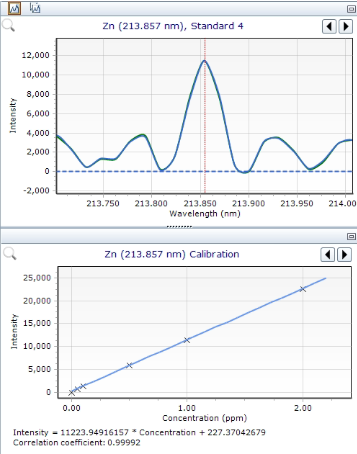 Zn (213.857 nm), Standard 4
12,000
10,000
8,000
6,000
4,000
2,000
0
-2,000
Intensity
213.750 213.800 213.850 213.900 213.950 214.00
Wavelength (nm)
Zn (213.857 nm) Calibration
25,000
20,000
15,000
10,000
5,000
0
Intensity
0.00 1.00 2.00
Concentration (ppm)
Intensity = 11223.94916157 * Concentration + 227.37042679
Correlation coefficient: 0.99992